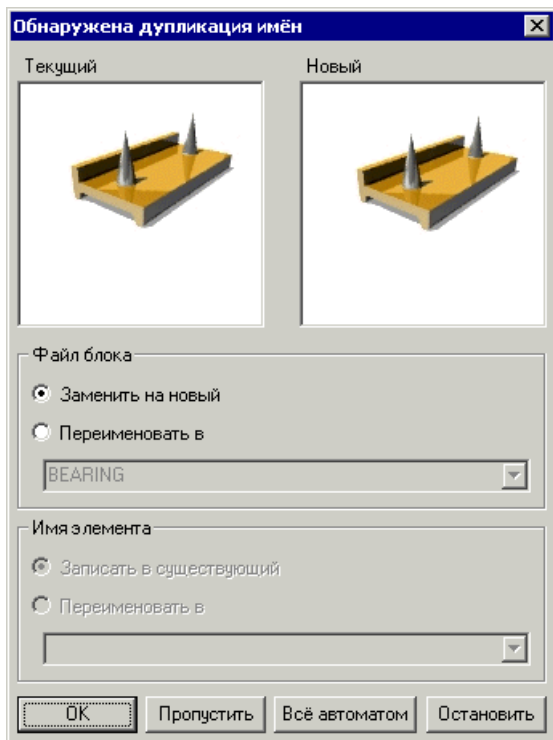 Обнаружена дупликация имён
Текущий
Новый
Файл блока
Заменить на новый
Переименовать в
BEARING
Имя элемента
Записать в существующий
Переименовать в
OK
Пропустить
Всё автоматом
Остановить